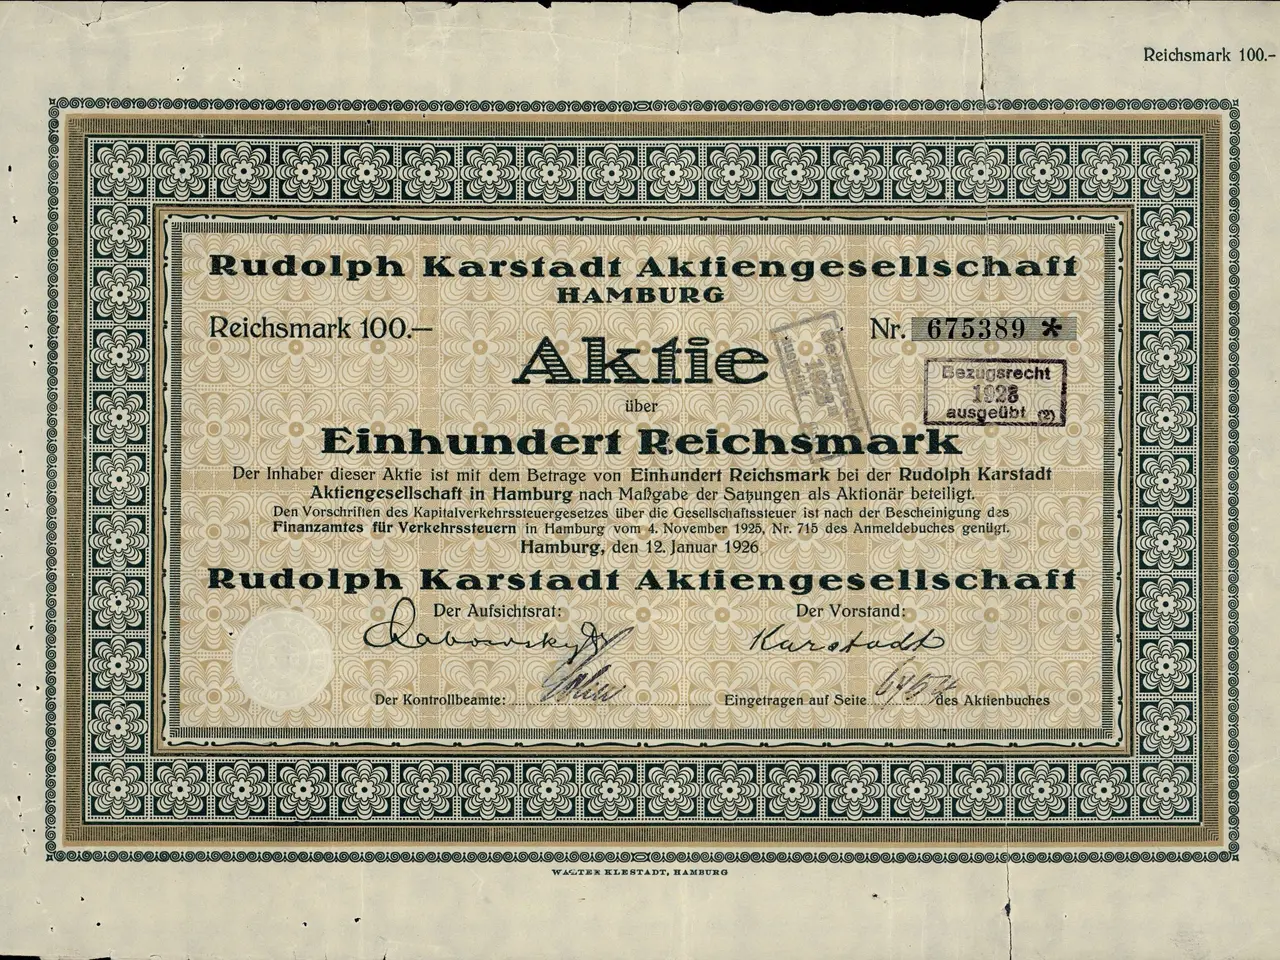 Reichsmark 100.-
Rudolph Karstadt Aktiengesellschaft
HAMBURG
Reichsmark 100.—
Nr. 675389 *
Aktie
Bezugsrecht
1928
ausgeübt (2)
über
Einhundert Reichsmark
Der Inhaber dieser Aktie ist mit dem Betrage von Einhundert Reichsmark bei der Rudolph Karstadt
Aktiengesellschaft in Hamburg nach Maßgabe der Satzungen als Aktionär beteiligt.
Den Vorschriften des Kapitalverkehrssteuergesetzes über die Gesellschaftssteuer ist nach der Bescheinigung des
Finanzamtes für Verkehrssteuern in Hamburg vom 4. November 1925, Nr. 715 des Anmeldebuches genügt.
Hamburg, den 12. Januar 1926
Rudolph Karstadt Aktiengesellschaft
Der Aufsichtsrat:
Der Vorstand:
Karstadt
Der Kontrollbeamte:
Eingetragen auf Seite des Aktienbuches
WALTER KLESTADT, HAMBURG